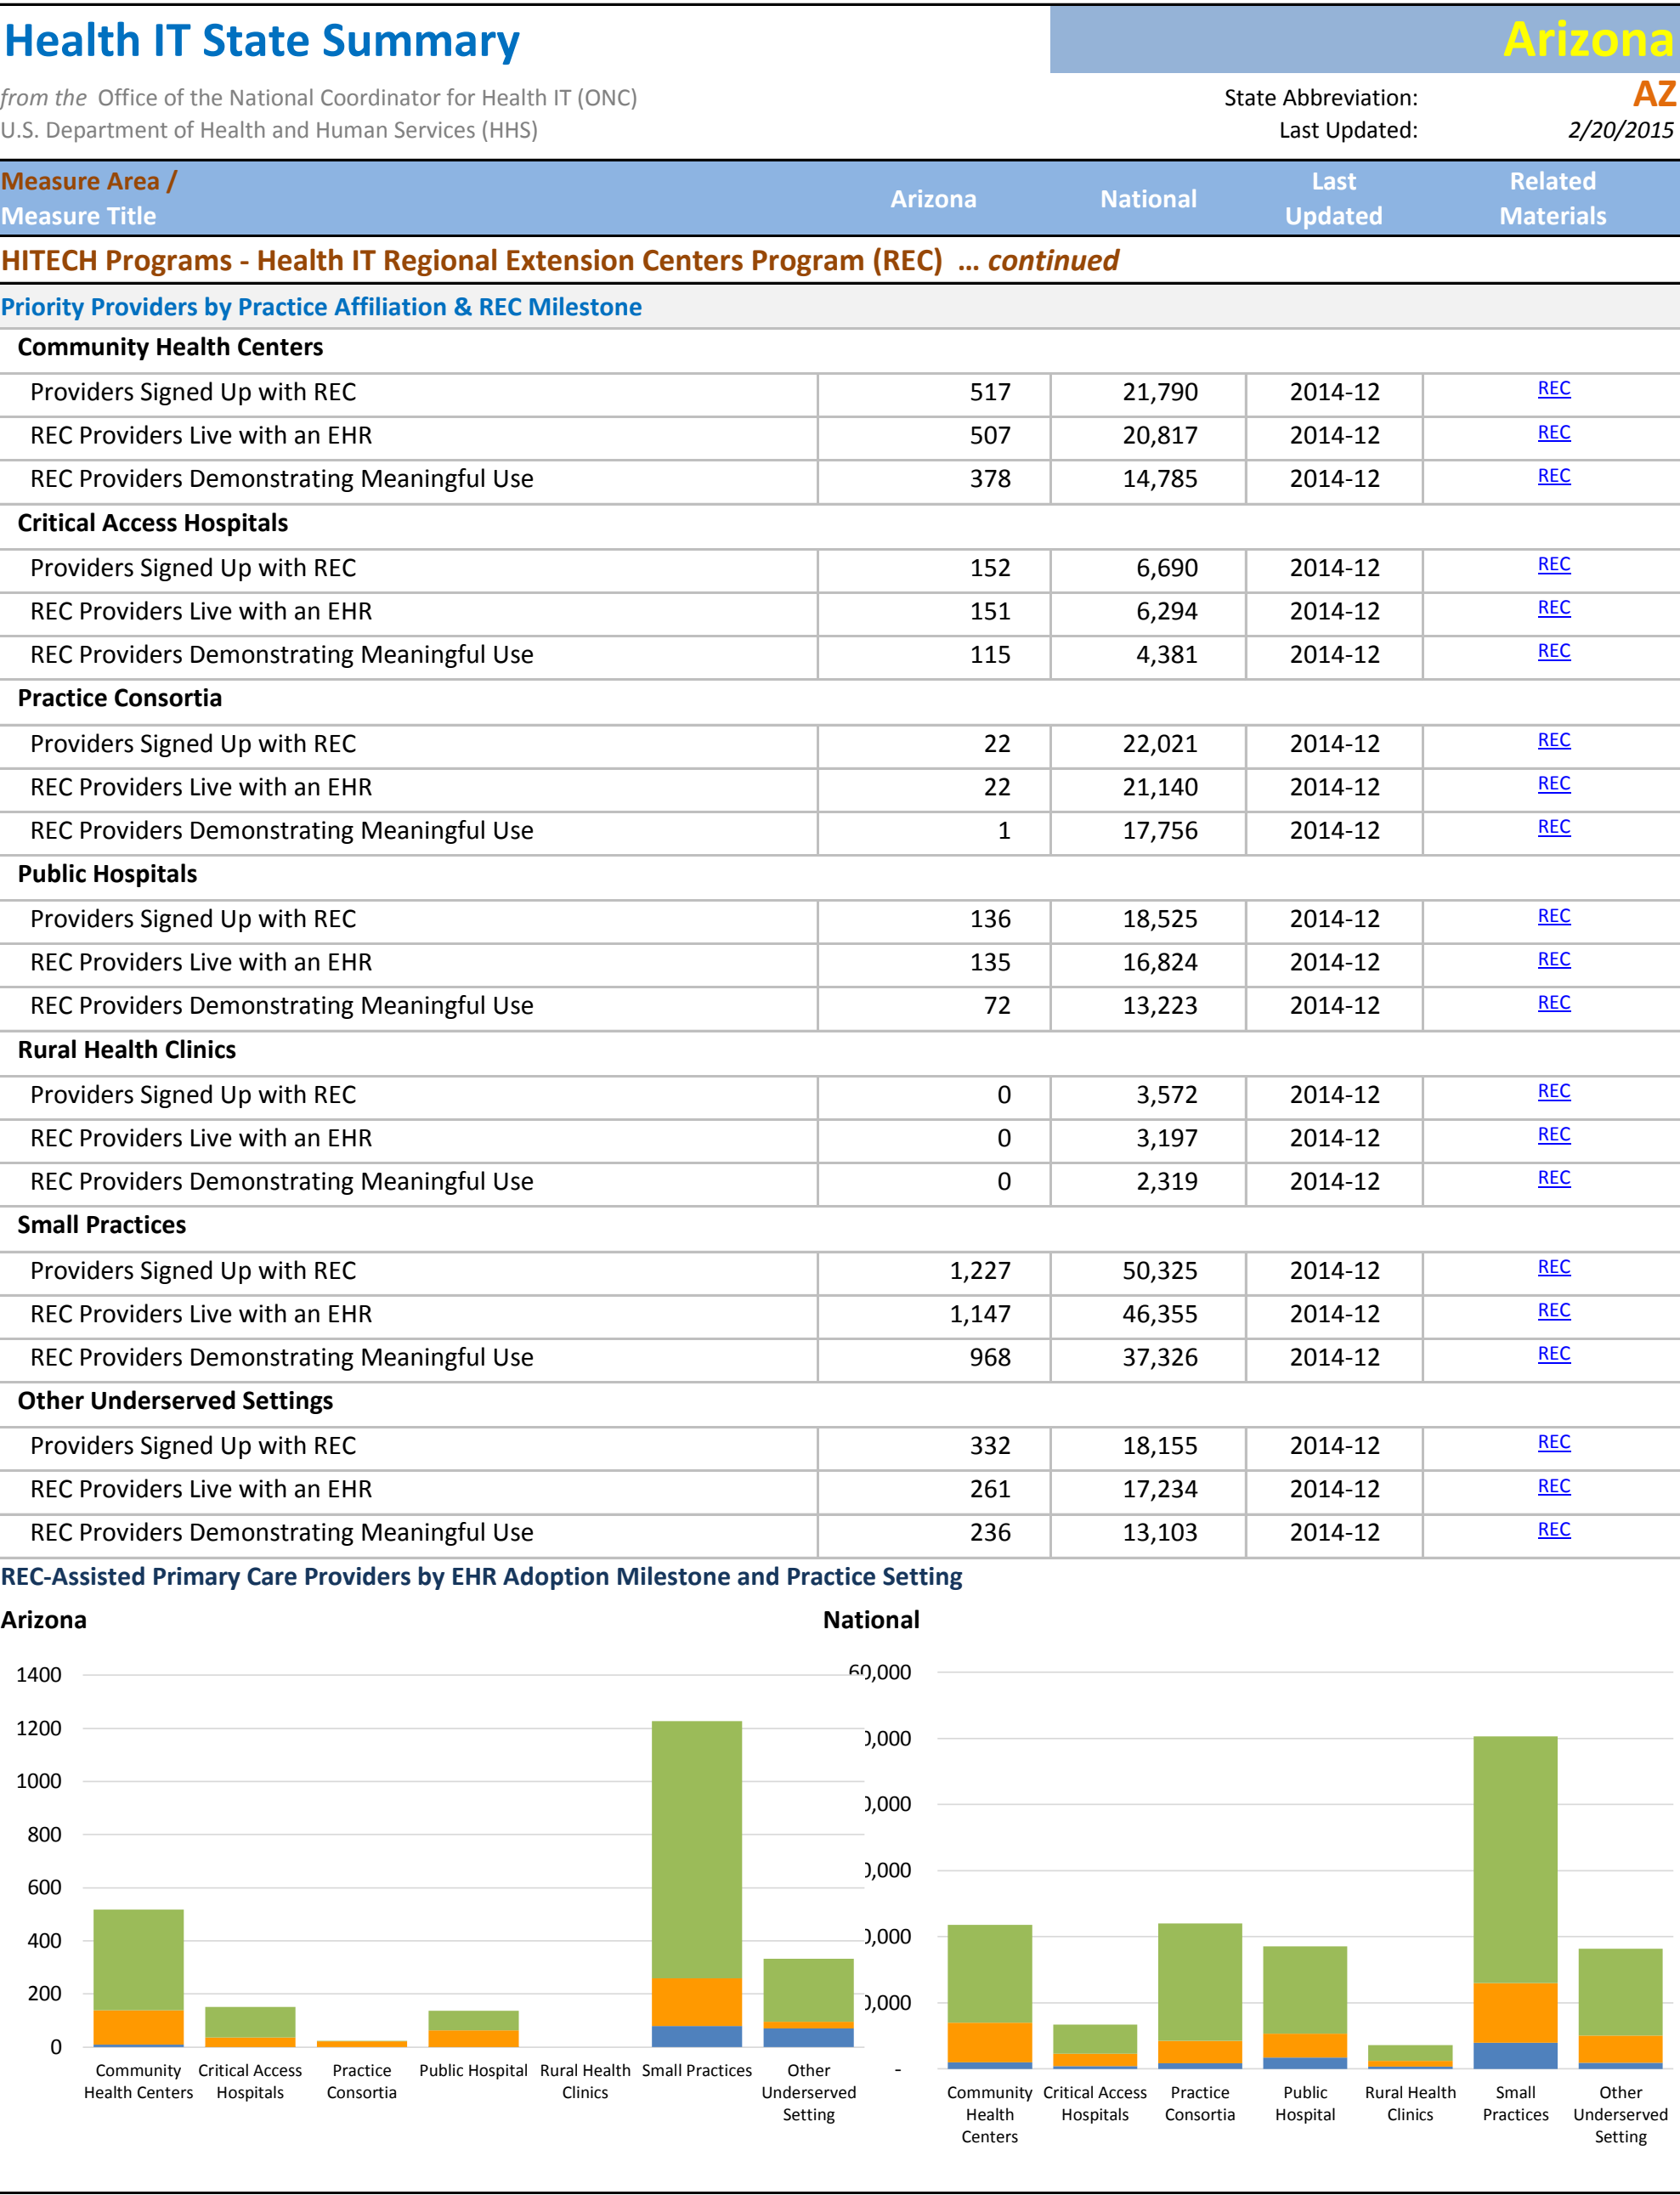 Health IT State Summary Arizona
from the Office of the National Coordinator for Health IT (ONC) State Abbreviation: AZ
U.S. Department of Health and Human Services (HHS) Last Updated: 2/20/2015
Measure Area / Last Related
Arizona National
Measure Title Updated Materials
HITECH Programs - Health IT Regional Extension Centers Program (REC) ... continued
Priority Providers by Practice Affiliation & REC Milestone
Community Health Centers
Providers Signed Up with REC 517 21,790 2014-12 REC
REC Providers Live with an EHR 507 20,817 2014-12 REC
REC Providers Demonstrating Meaningful Use 378 14,785 2014-12 REC
Critical Access Hospitals
Providers Signed Up with REC 152 6,690 2014-12 REC
REC Providers Live with an EHR 151 6,294 2014-12 REC
REC Providers Demonstrating Meaningful Use 115 4,381 2014-12 REC
Practice Consortia
Providers Signed Up with REC 22 22,021 2014-12 REC
REC Providers Live with an EHR 22 21,140 2014-12 REC
REC Providers Demonstrating Meaningful Use 1 17,756 2014-12 REC
Public Hospitals
Providers Signed Up with REC 136 18,525 2014-12 REC
REC Providers Live with an EHR 135 16,824 2014-12 REC
REC Providers Demonstrating Meaningful Use 72 13,223 2014-12 REC
Rural Health Clinics
Providers Signed Up with REC 0 3,572 2014-12 REC
REC Providers Live with an EHR 0 3,197 2014-12 REC
REC Providers Demonstrating Meaningful Use 0 2,319 2014-12 REC
Small Practices
Providers Signed Up with REC 1,227 50,325 2014-12 REC
REC Providers Live with an EHR 1,147 46,355 2014-12 REC
REC Providers Demonstrating Meaningful Use 968 37,326 2014-12 REC
Other Underserved Settings
Providers Signed Up with REC 332 18,155 2014-12 REC
REC Providers Live with an EHR 261 17,234 2014-12 REC
REC Providers Demonstrating Meaningful Use 236 13,103 2014-12 REC
REC-Assisted Primary Care Providers by EHR Adoption Milestone and Practice Setting
Arizona
1400
1200
1000
800
600
400
200
0
Community Critical Access Practice Public Hospital Rural Health Small Practices Other
Health Centers Hospitals Consortia Clinics Underserved
Setting
National
60,000
0,000
0,000
0,000
0,000
0,000
-
Community Critical Access Practice Public Rural Health Small Other
Health Hospitals Consortia Hospital Clinics Practices Underserved
Centers Setting